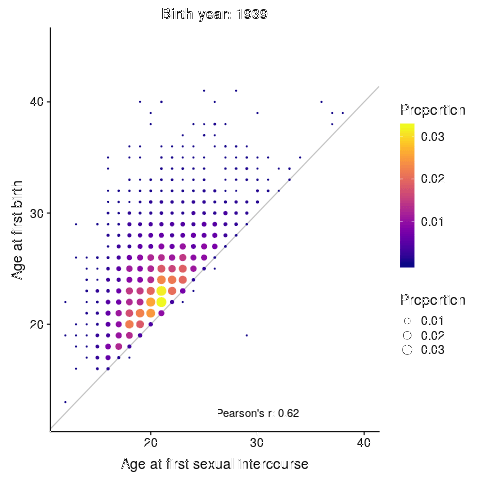 Birth year: 1939
Age at first birth
40
30
20
20
30
40
Age at first sexual intercourse
Pearson's r: 0.62
Proportion
0.03
0.02
0.01
Proportion
0.01
0.02
0.03